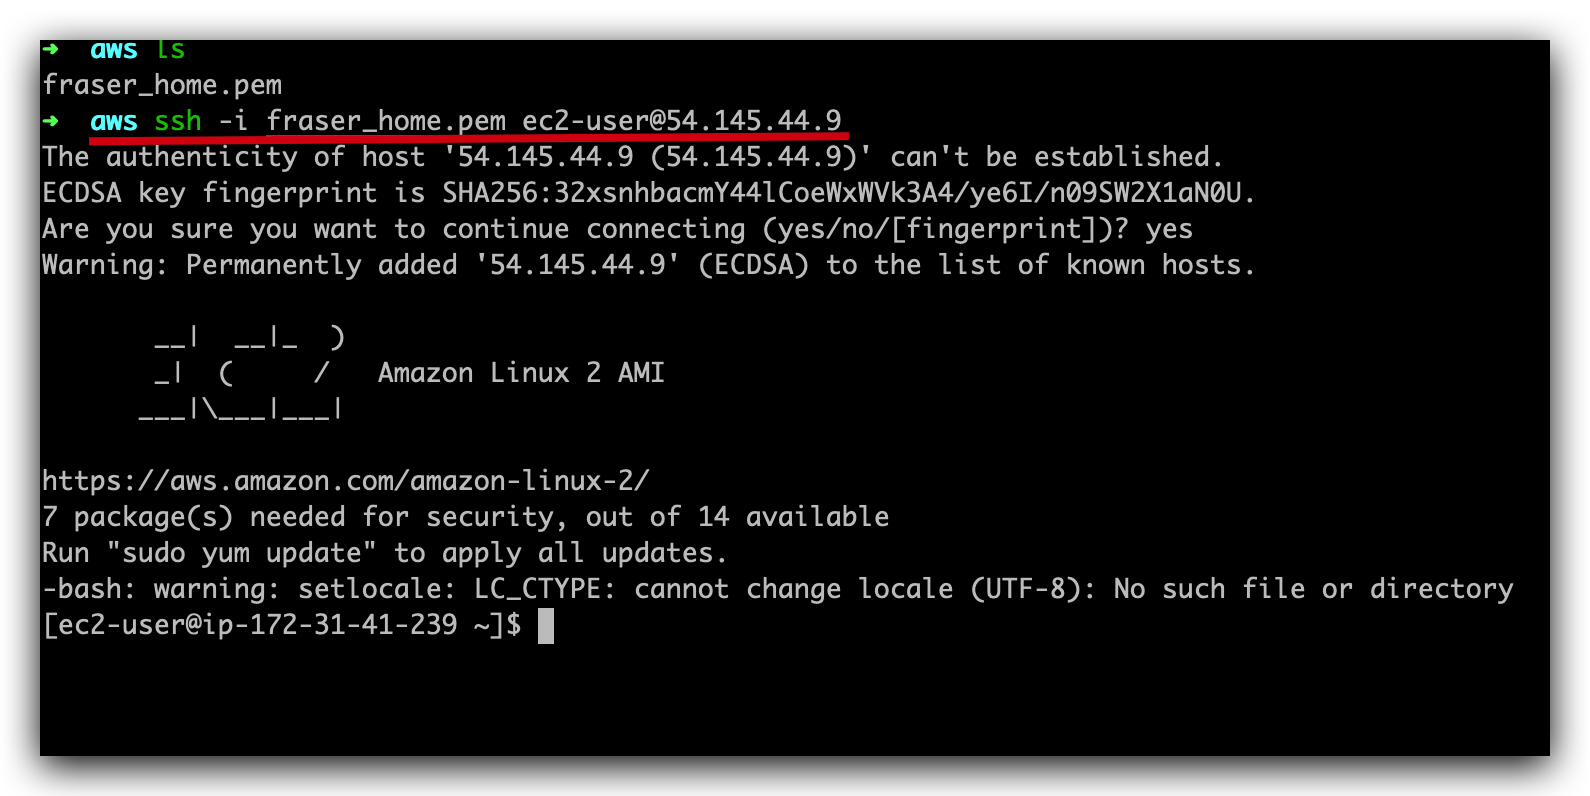 ➜  aws ls
fraser_home.pem
➜  aws ssh -i fraser_home.pem ec2-user@54.145.44.9
The authenticity of host '54.145.44.9 (54.145.44.9)' can't be established.
ECDSA key fingerprint is SHA256:32xsnhbacmY44lCoeWxWVk3A4/ye6I/n09SW2X1aN0U.
Are you sure you want to continue connecting (yes/no/[fingerprint])? yes
Warning: Permanently added '54.145.44.9' (ECDSA) to the list of known hosts.

       __|  __|_  )
       _|  (     /   Amazon Linux 2 AMI
      ___|\___|___|

https://aws.amazon.com/amazon-linux-2/
7 package(s) needed for security, out of 14 available
Run "sudo yum update" to apply all updates.
-bash: warning: setlocale: LC_CTYPE: cannot change locale (UTF-8): No such file or directory
[ec2-user@ip-172-31-41-239 ~]$